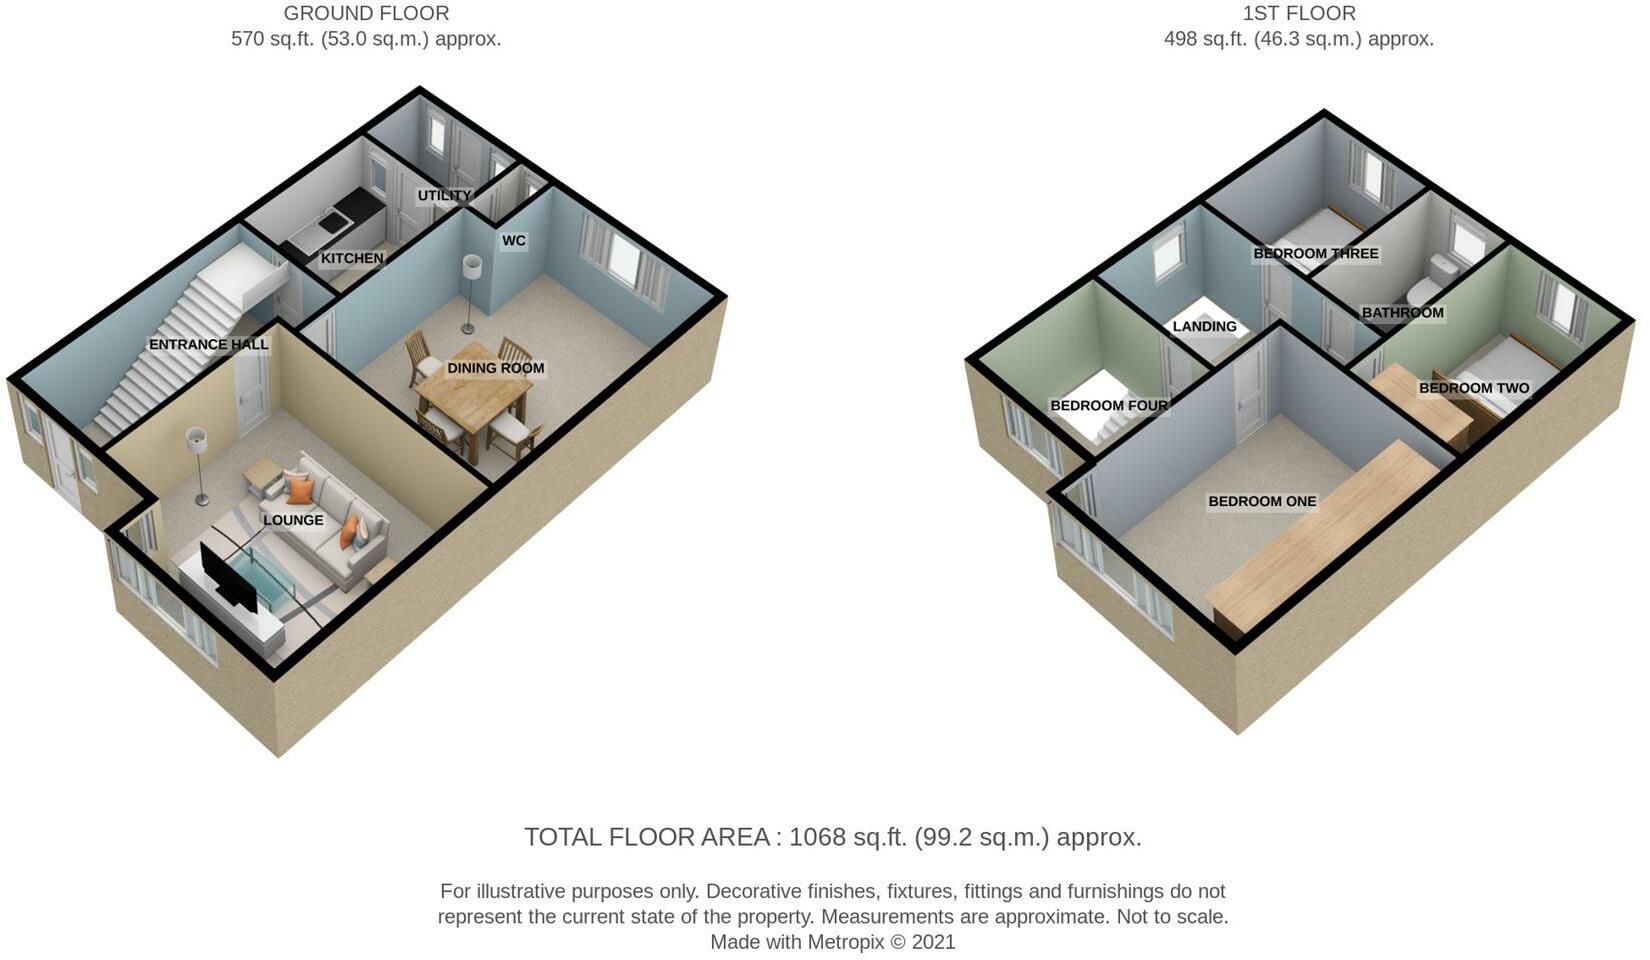 GROUND FLOOR
570 sq.ft. (53.0 sq.m.) approx.
UTILITY
WC
KITCHEN
ENTRANCE HALL
DINING ROOM
LOUNGE
1ST FLOOR
498 sq.ft. (46.3 sq.m.) approx.
BEDROOM THREE
BATHROOM
LANDING
BEDROOM TWO
BEDROOM FOUR
BEDROOM ONE
TOTAL FLOOR AREA : 1068 sq.ft. (99.2 sq.m.) approx.
For illustrative purposes only. Decorative finishes, fixtures, fittings and furnishings do not
represent the current state of the property. Measurements are approximate. Not to scale.
Made with Metropix © 2021